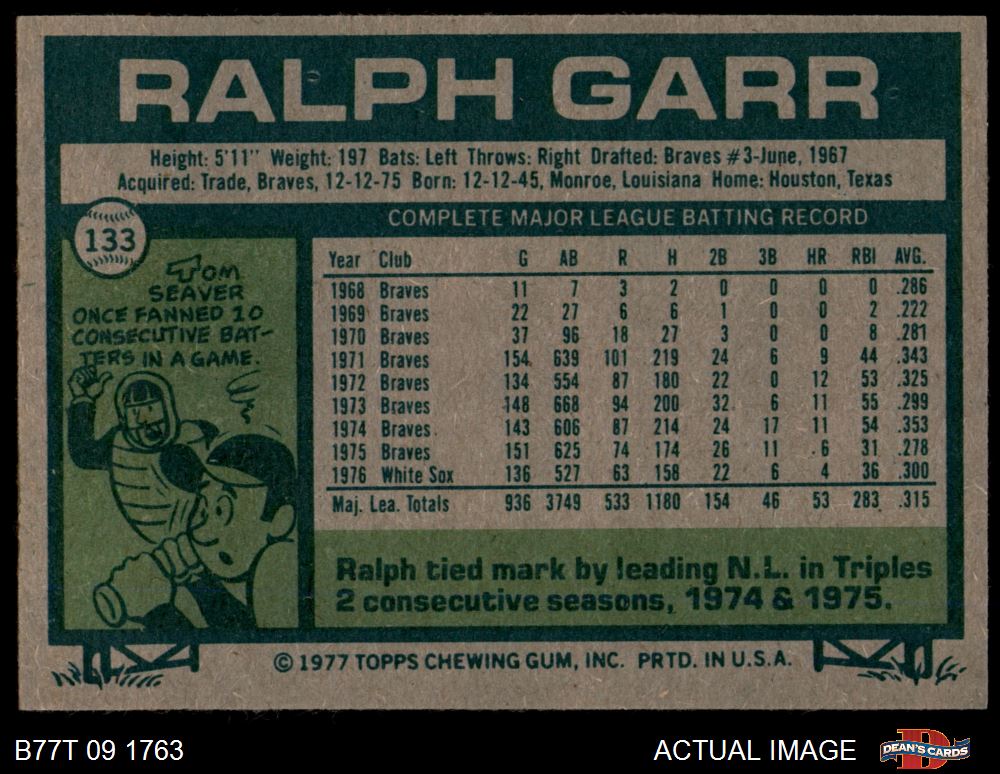 RALPH GARR
Height: 5'11" Weight: 197 Bats: Left Throws: Right Drafted: Braves #3-June, 1967
Acquired: Trade, Braves, 12-12-75 Born: 12-12-45, Monroe, Louisiana Home: Houston, Texas
133
TOM
SEAVER
ONCE FANNED 10
CONSECUTIVE BAT-
TERS IN A GAME.
COMPLETE MAJOR LEAGUE BATTING RECORD
Year Club G AB R H 2B 3B HR RBI AVG.
1968 Braves 11 7 3 2 0 0 0 0 .286
1969 Braves 22 27 6 6 1 0 0 2 .222
1970 Braves 37 96 18 27 3 0 0 8 .281
1971 Braves 154 639 101 219 24 6 9 44 .343
1972 Braves 134 554 87 180 22 0 12 53 .325
1973 Braves 148 668 94 200 32 6 11 55 .299
1974 Braves 143 606 87 214 24 17 11 54 .353
1975 Braves 151 625 74 174 26 11 6 31 .278
1976 White Sox 136 527 63 158 22 6 4 36 .300
Maj. Lea. Totals 936 3749 533 1180 154 46 53 283 .315
Ralph tied mark by leading N.L. in Triples
2 consecutive seasons, 1974 & 1975.
© 1977 TOPPS CHEWING GUM, INC. PRTD. IN U.S.A.
B77T 09 1763
ACTUAL IMAGE
DEAN'S CARDS